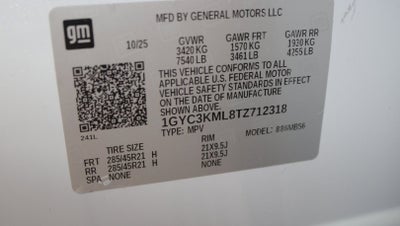 MFD BY GENERAL MOTORS LLC
gm
10/25 GVWR GAWR FRT GAWR RR
3420 KG 1570 KG 1930 KG
7540 LB 3461 LB 4255 LB
THIS VEHICLE CONFORMS TO ALL
APPLICABLE U.S. FEDERAL MOTOR
VEHICLE SAFETY STANDARDS IN EFFECT
ON THE DATE OF MANUFACTURE
SHOWN ABOVE.
1GYC3KML8TZ712318
241L TYPE: MPV MODEL:
TIRE SIZE RIM
FRT 285/45R21 H 21X9.5J
RR 285/45R21 H 21X9.5J
SPA NONE NONE